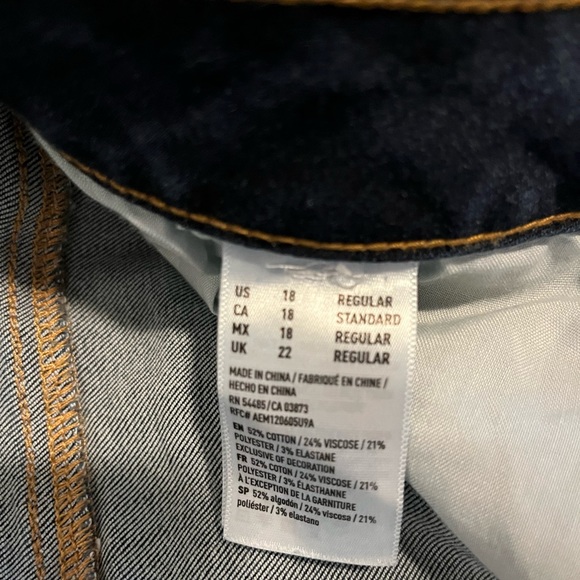 US 18 REGULAR
CA 18 STANDARD
MX 18 REGULAR
UK 22 REGULAR
MADE IN CHINA / FABRIQUÉ EN CHINE /
HECHO EN CHINA
RN 54485/CA 03873
RFC# AEM120605U9A
EN 52% COTTON / 24% VISCOSE / 21%
POLYESTER / 3% ELASTANE
EXCLUSIVE OF DECORATION
FR 52% COTON / 24% VISCOSE / 21%
POLYESTER / 3% ÉLASTHANNE
À L'EXCEPTION DE LA GARNITURE
SP 52% algodón / 24% viscosa / 21%
poliéster / 3% elastano